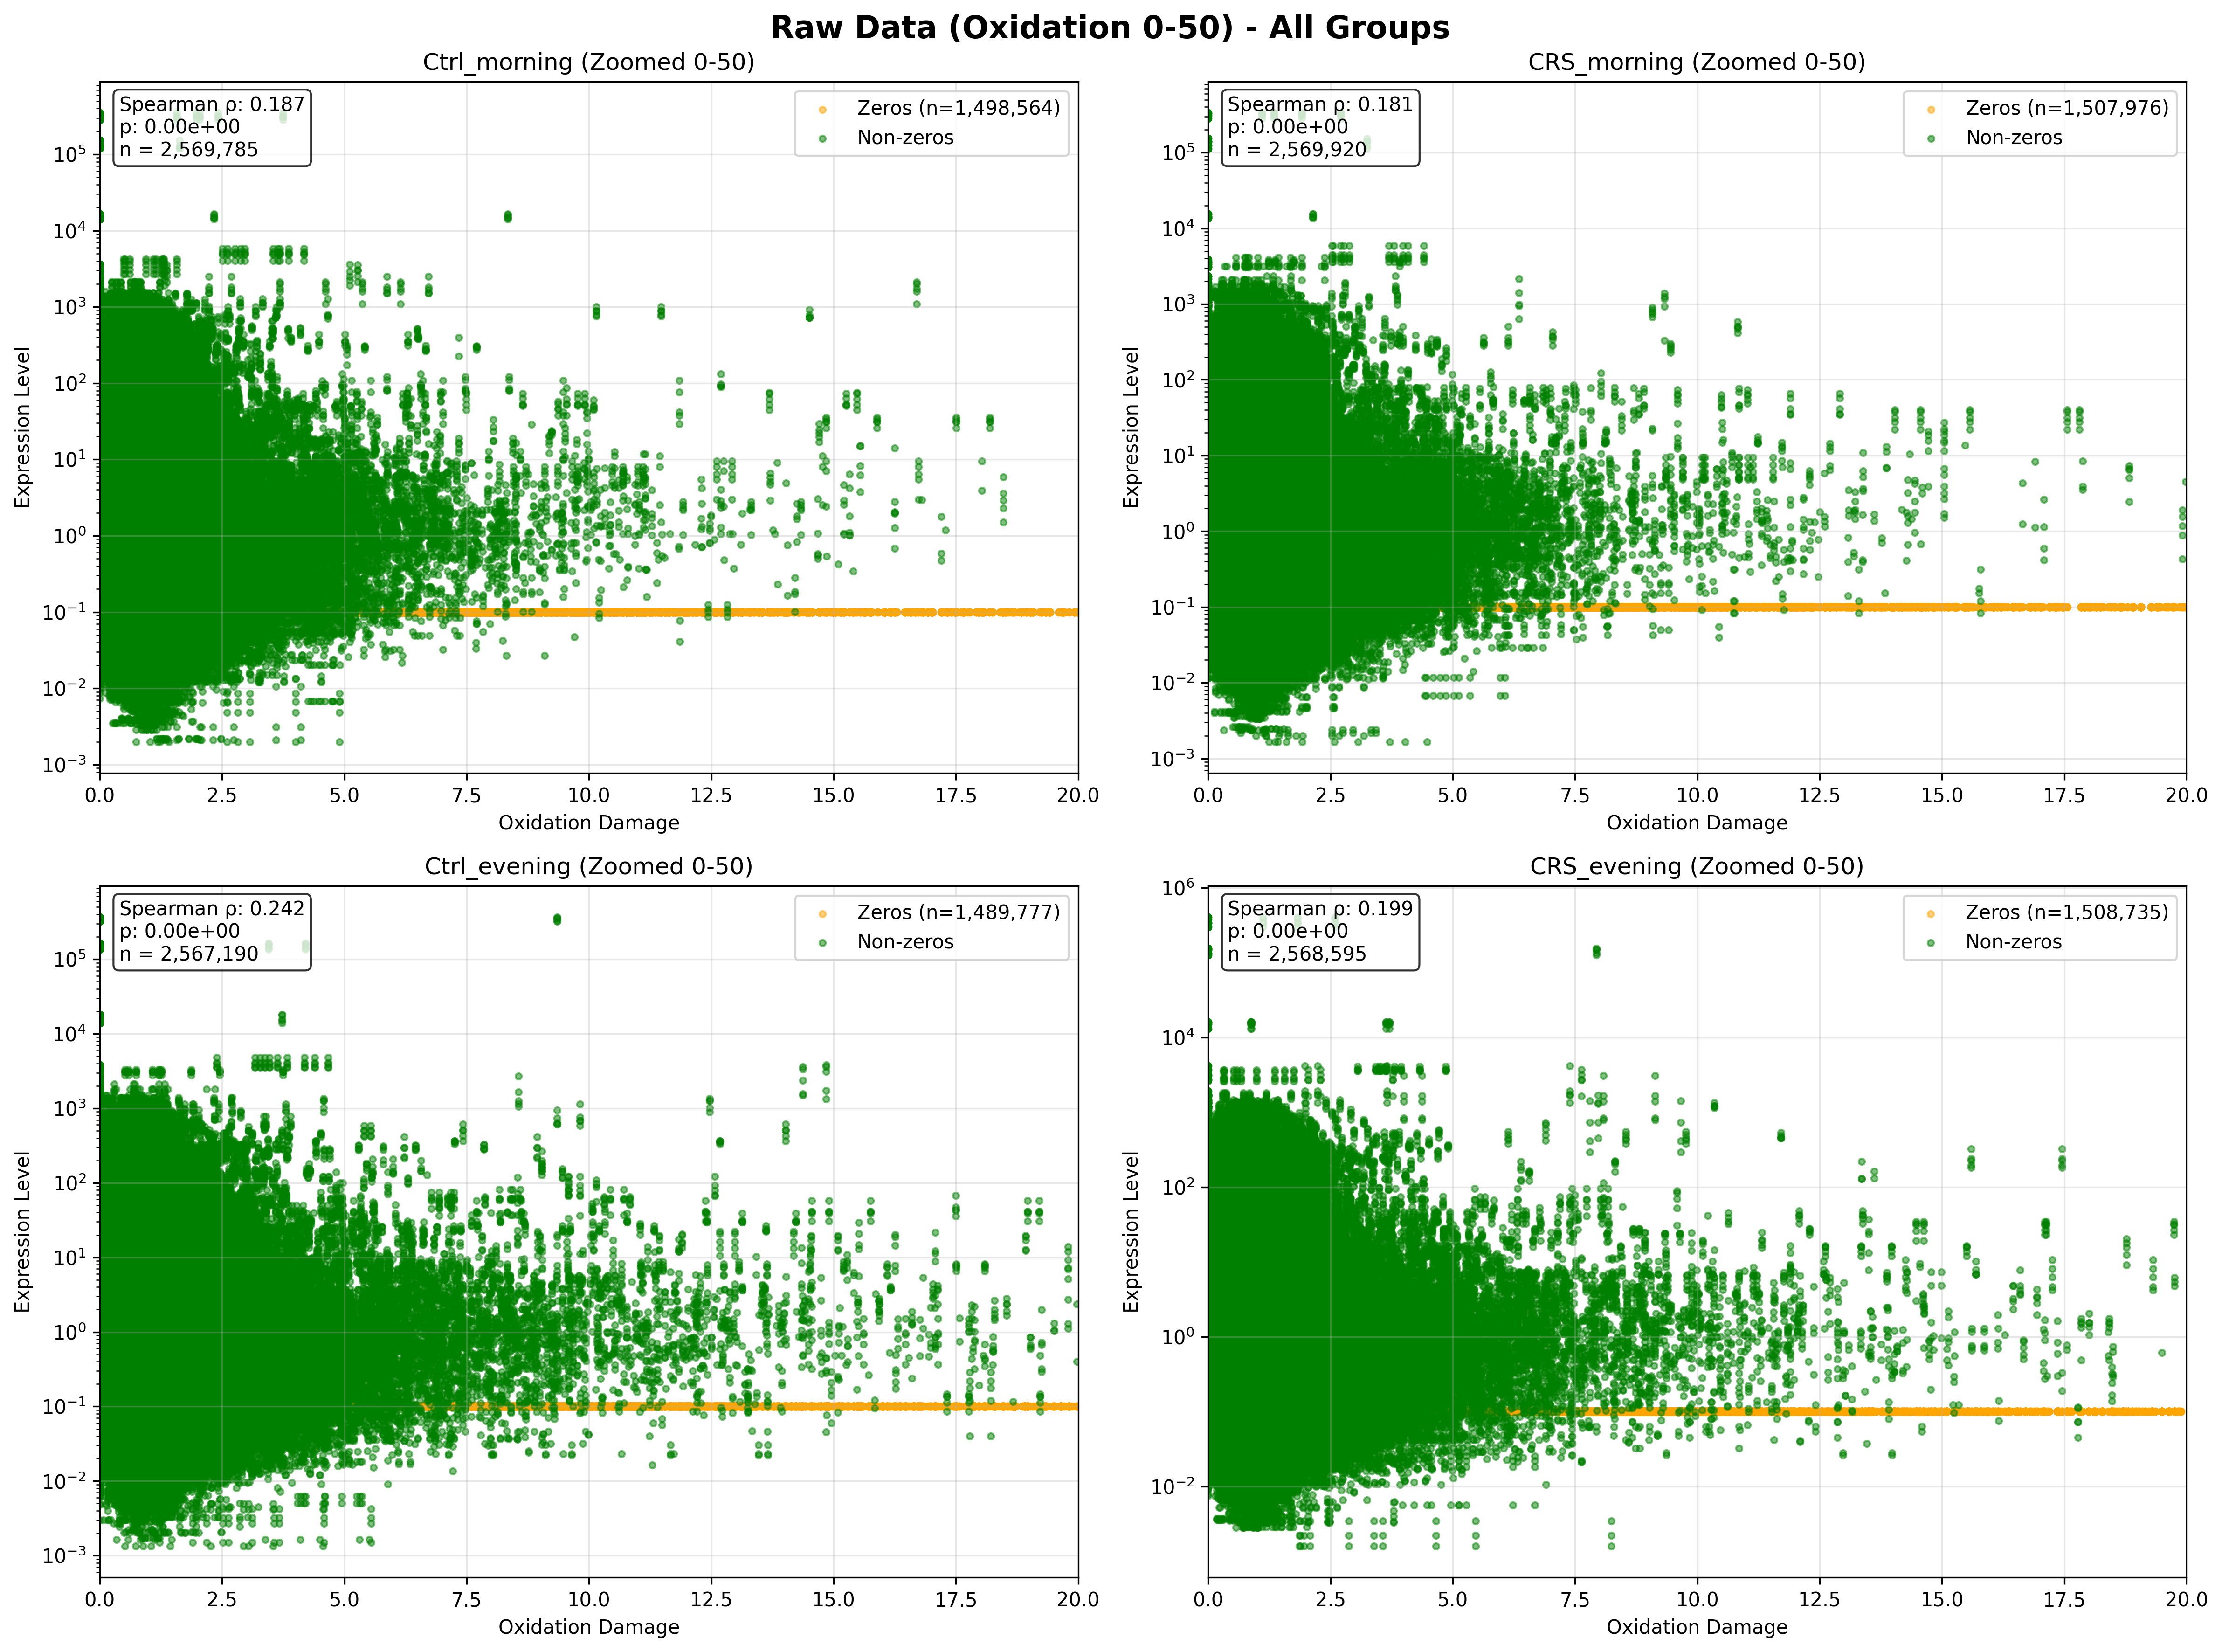 Raw Data (Oxidation 0-50) - All Groups
Ctrl_morning (Zoomed 0-50)
Spearman ρ: 0.187
p: 0.00e+00
n = 2,569,785
Zeros (n=1,498,564)
Non-zeros
Expression Level
10⁵
10⁴
10³
10²
10¹
10⁰
10⁻¹
10⁻²
10⁻³
0.0 2.5 5.0 7.5 10.0 12.5 15.0 17.5 20.0
Oxidation Damage
CRS_morning (Zoomed 0-50)
Spearman ρ: 0.181
p: 0.00e+00
n = 2,569,920
Zeros (n=1,507,976)
Non-zeros
Expression Level
10⁵
10⁴
10³
10²
10¹
10⁰
10⁻¹
10⁻²
10⁻³
0.0 2.5 5.0 7.5 10.0 12.5 15.0 17.5 20.0
Oxidation Damage
Ctrl_evening (Zoomed 0-50)
Spearman ρ: 0.242
p: 0.00e+00
n = 2,567,190
Zeros (n=1,489,777)
Non-zeros
Expression Level
10⁵
10⁴
10³
10²
10¹
10⁰
10⁻¹
10⁻²
10⁻³
0.0 2.5 5.0 7.5 10.0 12.5 15.0 17.5 20.0
Oxidation Damage
CRS_evening (Zoomed 0-50)
Spearman ρ: 0.199
p: 0.00e+00
n = 2,568,595
Zeros (n=1,508,735)
Non-zeros
Expression Level
10⁶
10⁴
10²
10⁰
10⁻²
0.0 2.5 5.0 7.5 10.0 12.5 15.0 17.5 20.0
Oxidation Damage